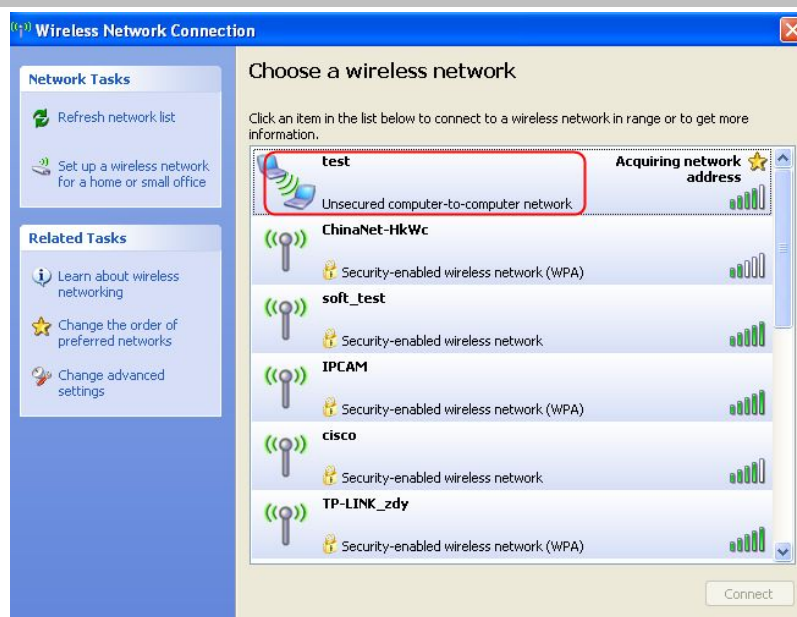 Wireless Network Connection
Network Tasks
Refresh network list
Set up a wireless network
for a home or small office
Related Tasks
Learn about wireless
networking
Change the order of
preferred networks
Change advanced
settings
Choose a wireless network
Click an item in the list below to connect to a wireless network in range or to get more
information.
test
Acquiring network
address
Unsecured computer-to-computer network
ChinaNet-HkWc
Security-enabled wireless network (WPA)
soft_test
Security-enabled wireless network
IPCAM
Security-enabled wireless network (WPA)
cisco
Security-enabled wireless network
TP-LINK_zdy
Security-enabled wireless network (WPA)
Connect